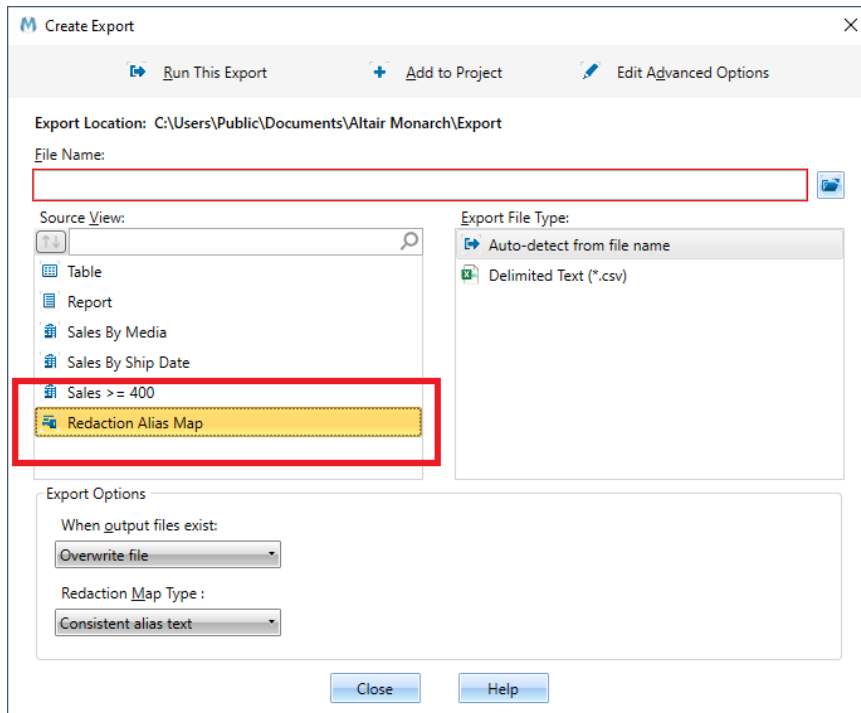 Create Export
Run This Export
Add to Project
Edit Advanced Options
Export Location: C:\Users\Public\Documents\Altair Monarch\Export
File Name:
Source View:
Table
Report
Sales By Media
Sales By Ship Date
Sales >= 400
Redaction Alias Map
Export File Type:
Auto-detect from file name
Delimited Text (*.csv)
Export Options
When output files exist:
Overwrite file
Redaction Map Type :
Consistent alias text
Close
Help